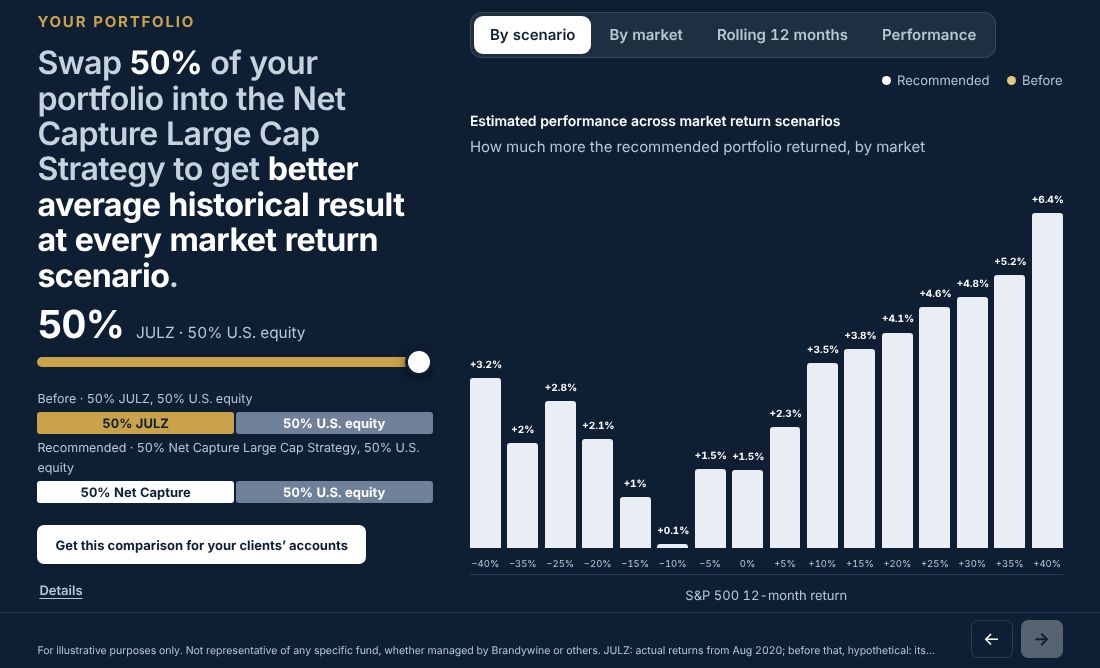 YOUR PORTFOLIO
Swap 50% of your
portfolio into the Net
Capture Large Cap
Strategy to get better
average historical result
at every market return
scenario.
50% JULZ · 50% U.S. equity
Before · 50% JULZ, 50% U.S. equity
50% JULZ 50% U.S. equity
Recommended · 50% Net Capture Large Cap Strategy, 50% U.S.
equity
50% Net Capture 50% U.S. equity
Get this comparison for your clients’ accounts
Details
By scenario By market Rolling 12 months Performance
Recommended Before
Estimated performance across market return scenarios
How much more the recommended portfolio returned, by market
+3.2% +2% +2.8% +2.1% +1% +0.1% +1.5% +1.5% +2.3% +3.5% +3.8% +4.1% +4.6% +4.8% +5.2% +6.4%
−40% −35% −25% −20% −15% −10% −5% 0% +5% +10% +15% +20% +25% +30% +35% +40%
S&P 500 12-month return
For illustrative purposes only. Not representative of any specific fund, whether managed by Brandywine or others. JULZ: actual returns from Aug 2020; before that, hypothetical: its...